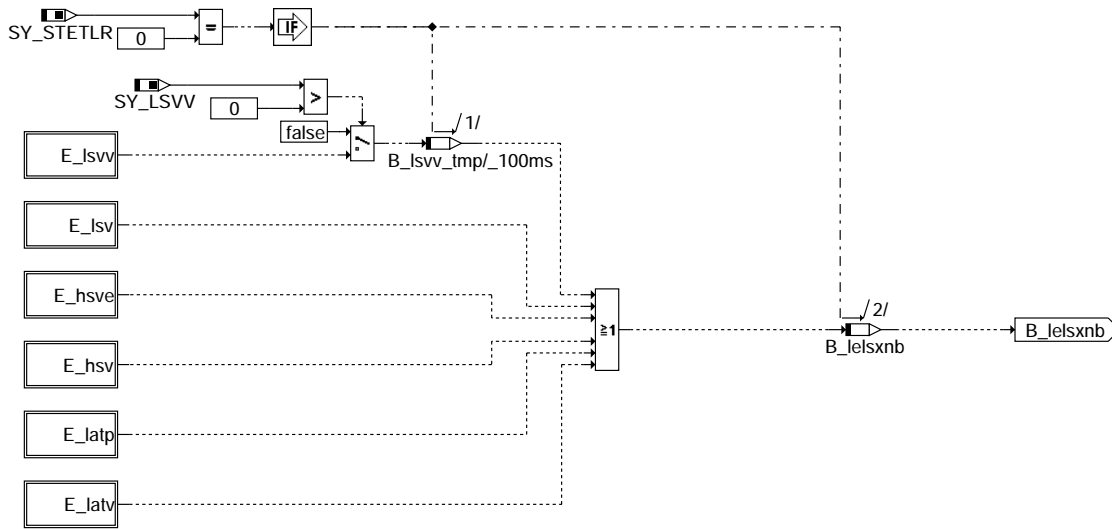 SY_STETLR
0
=
IF
SY_LSVV
0
>
false
/1/
E_lsvv
B_lsvv_tmp/_100ms
E_lsv
E_hsve
≥1
/2/
B_lelsxnb
B_lelsxnb
E_hsv
E_latp
E_latv